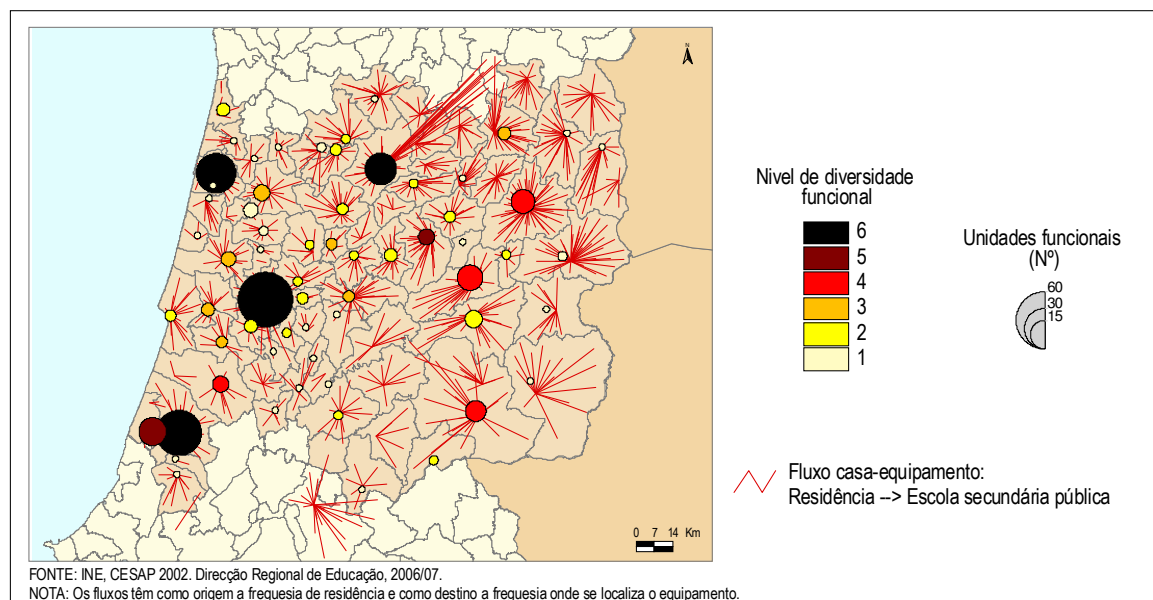 N
Nível de diversidade
funcional
6
5
4
3
2
1
Unidades funcionais
(Nº)
60
30
15
Fluxo casa-equipamento:
Residência --> Escola secundária pública
0 7 14 Km
FONTE: INE, CESAP 2002. Direcção Regional de Educação, 2006/07.
NOTA: Os fluxos têm como origem a freguesia de residência e como destino a freguesia onde se localiza o equipamento.